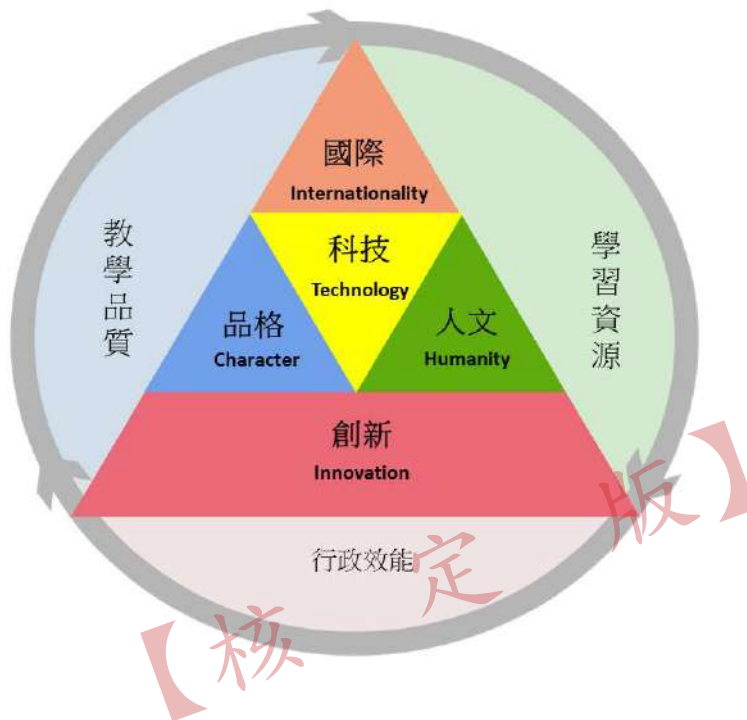 國際
Internationality
科技
Technology
教學品質
學習資源
品格
Character
人文
Humanity
創新
Innovation
行政效能
【核定版】